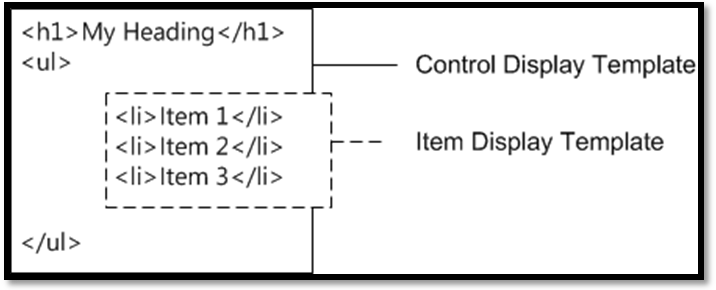 <h1>My Heading</h1>
<ul>
Control Display Template
<li>Item 1</li>
<li>Item 2</li>
Item Display Template
<li>Item 3</li>
</ul>